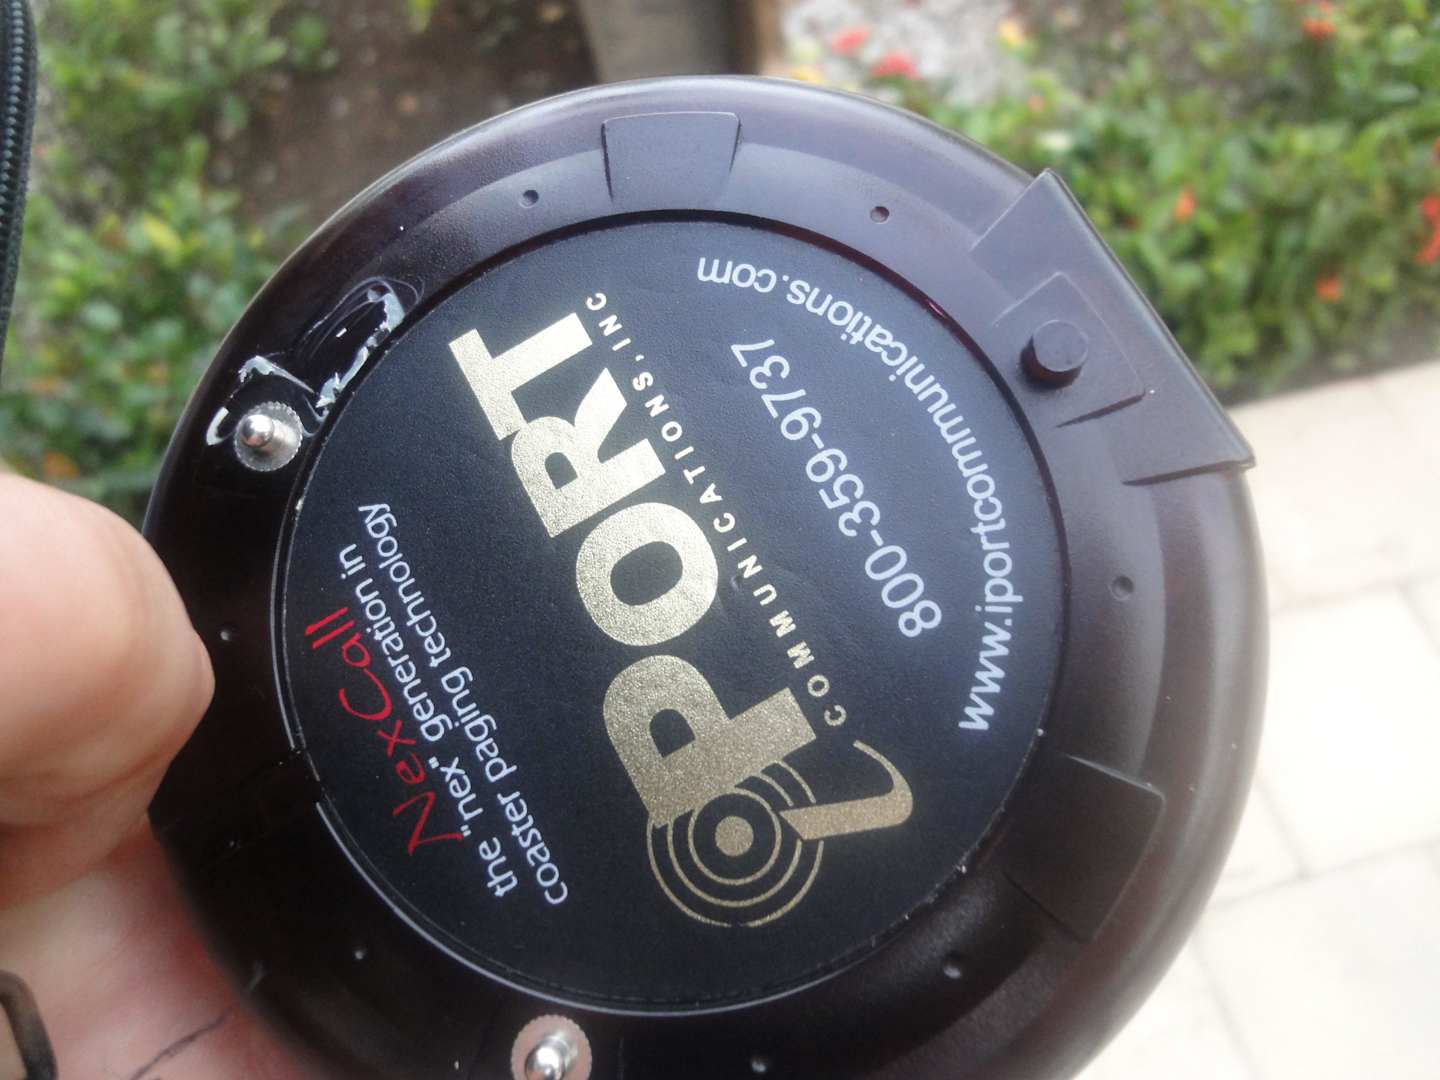 NexCall
the "nex" generation in
coaster paging technology
iPORT
COMMUNICATIONS, INC
800-359-9737
www.iportcommunications.com